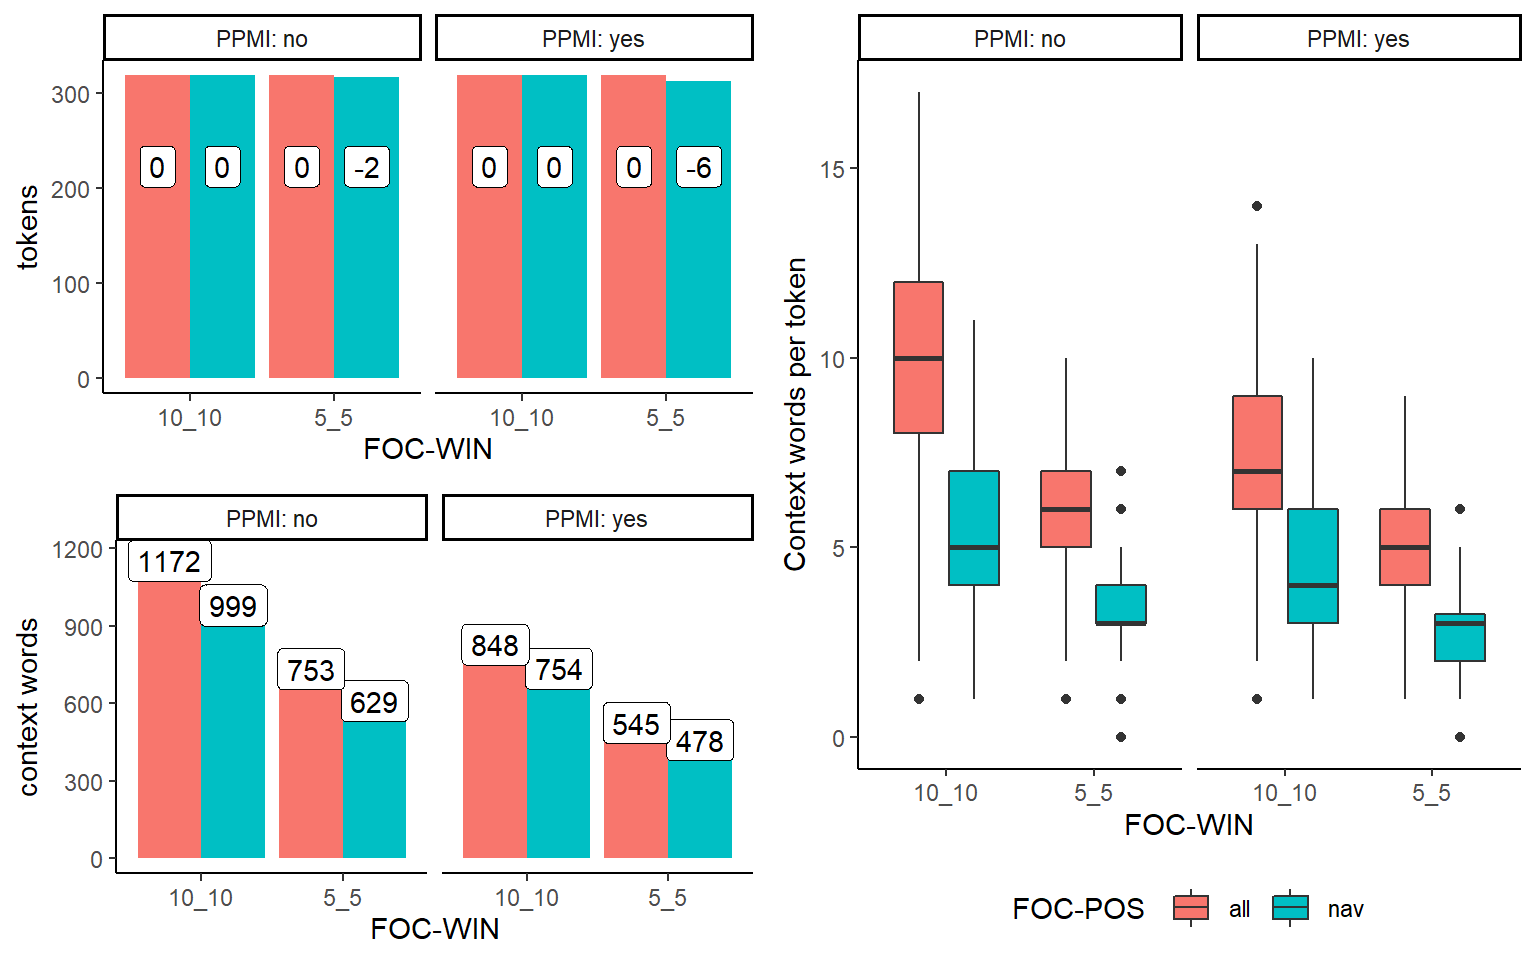 PPMI: no
PPMI: yes
tokens
300
200
100
0
0
0
0
-2
0
0
0
-6
10_10
5_5
10_10
5_5
FOC-WIN
PPMI: no
PPMI: yes
context words
1200
900
600
300
0
1172
999
753
629
848
754
545
478
10_10
5_5
10_10
5_5
FOC-WIN
PPMI: no
PPMI: yes
Context words per token
15
10
5
0
10_10
5_5
10_10
5_5
FOC-WIN
FOC-POS
all
nav